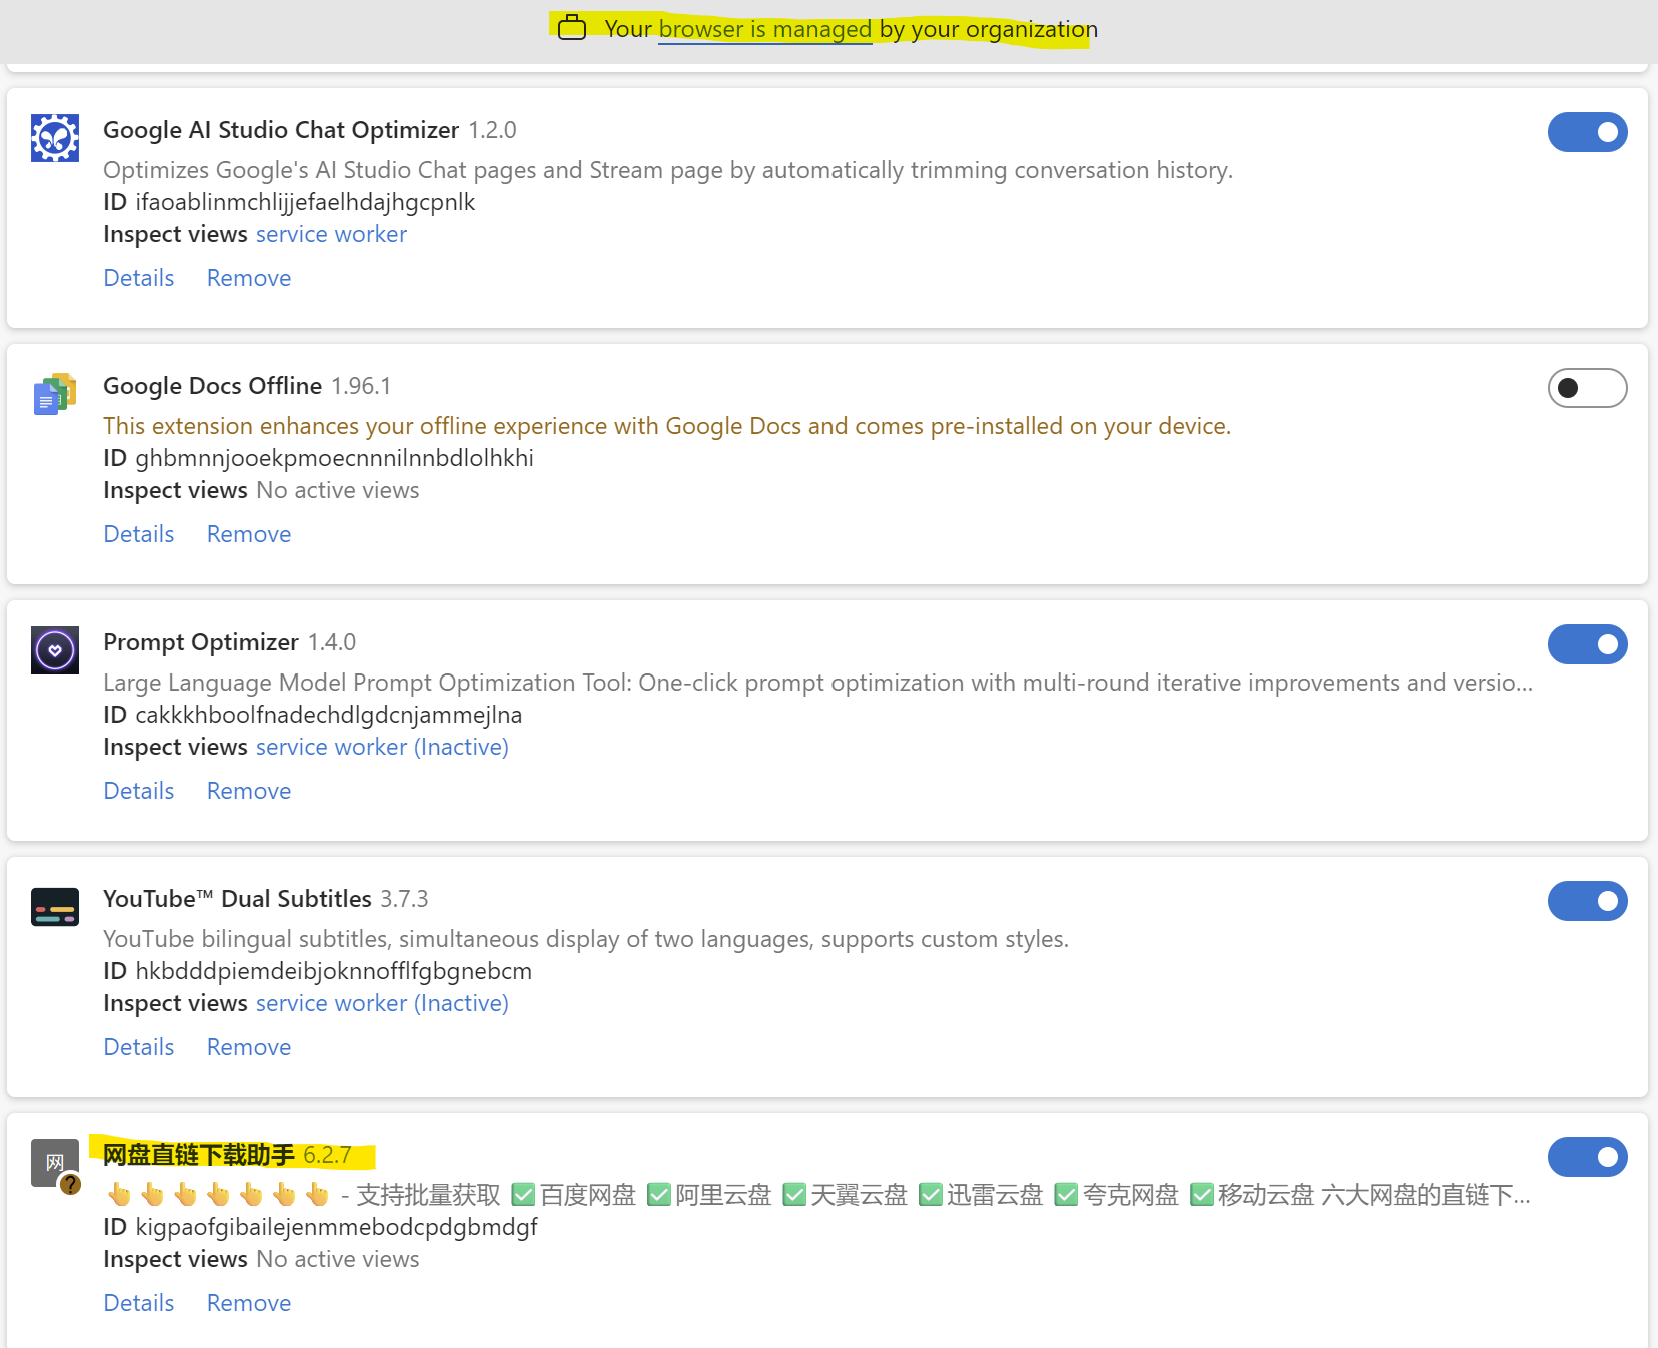 Your browser is managed by your organization
Google AI Studio Chat Optimizer 1.2.0
Optimizes Google's AI Studio Chat pages and Stream page by automatically trimming conversation history.
ID ifaoablinmchlijjefaelhdajhgcpnlk
Inspect views service worker
Details Remove
Google Docs Offline 1.96.1
This extension enhances your offline experience with Google Docs and comes pre-installed on your device.
ID ghbmnnjooekpmoecnnnilnnbdlolhkhi
Inspect views No active views
Details Remove
Prompt Optimizer 1.4.0
Large Language Model Prompt Optimization Tool: One-click prompt optimization with multi-round iterative improvements and versio...
ID cakkkhboolfnadechdlgdcnjammejlna
Inspect views service worker (Inactive)
Details Remove
YouTube™ Dual Subtitles 3.7.3
YouTube bilingual subtitles, simultaneous display of two languages, supports custom styles.
ID hkbdddpiemdeibjoknnofflfgbgnebcm
Inspect views service worker (Inactive)
Details Remove
网
网盘直链下载助手 6.2.7
👆👆👆👆👆👆👆 - 支持批量获取 ✅百度网盘 ✅阿里云盘 ✅天翼云盘 ✅迅雷云盘 ✅夸克网盘 ✅移动云盘 六大网盘的直链下...
ID kigpaofgibailejenmmebodcpdgbmdgf
Inspect views No active views
Details Remove